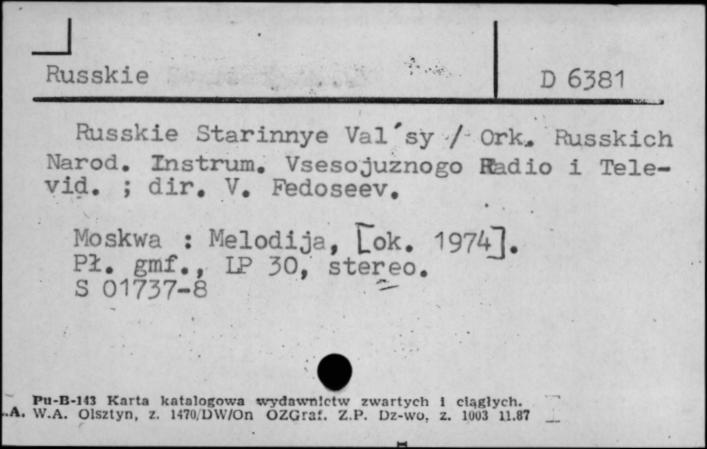 Russkie
D 6381
Russkie Starinnye Val´sy / Ork. Russkich
Narod. Instrum. Vsesojuznogo Radio i Tele-
vid. ; dir. V. Fedoseev.
Moskwa : Melodija, [ok. 1974].
Pł. gmf., LP 30, stereo.
S 01737-8
Pu-B-143 Karta katalogowa wydawnictw zwartych i ciągłych.
.A. W.A. Olsztyn, z. 1470/DW/On OZGraf. Z.P. Dz-wo, z. 1003 11.87